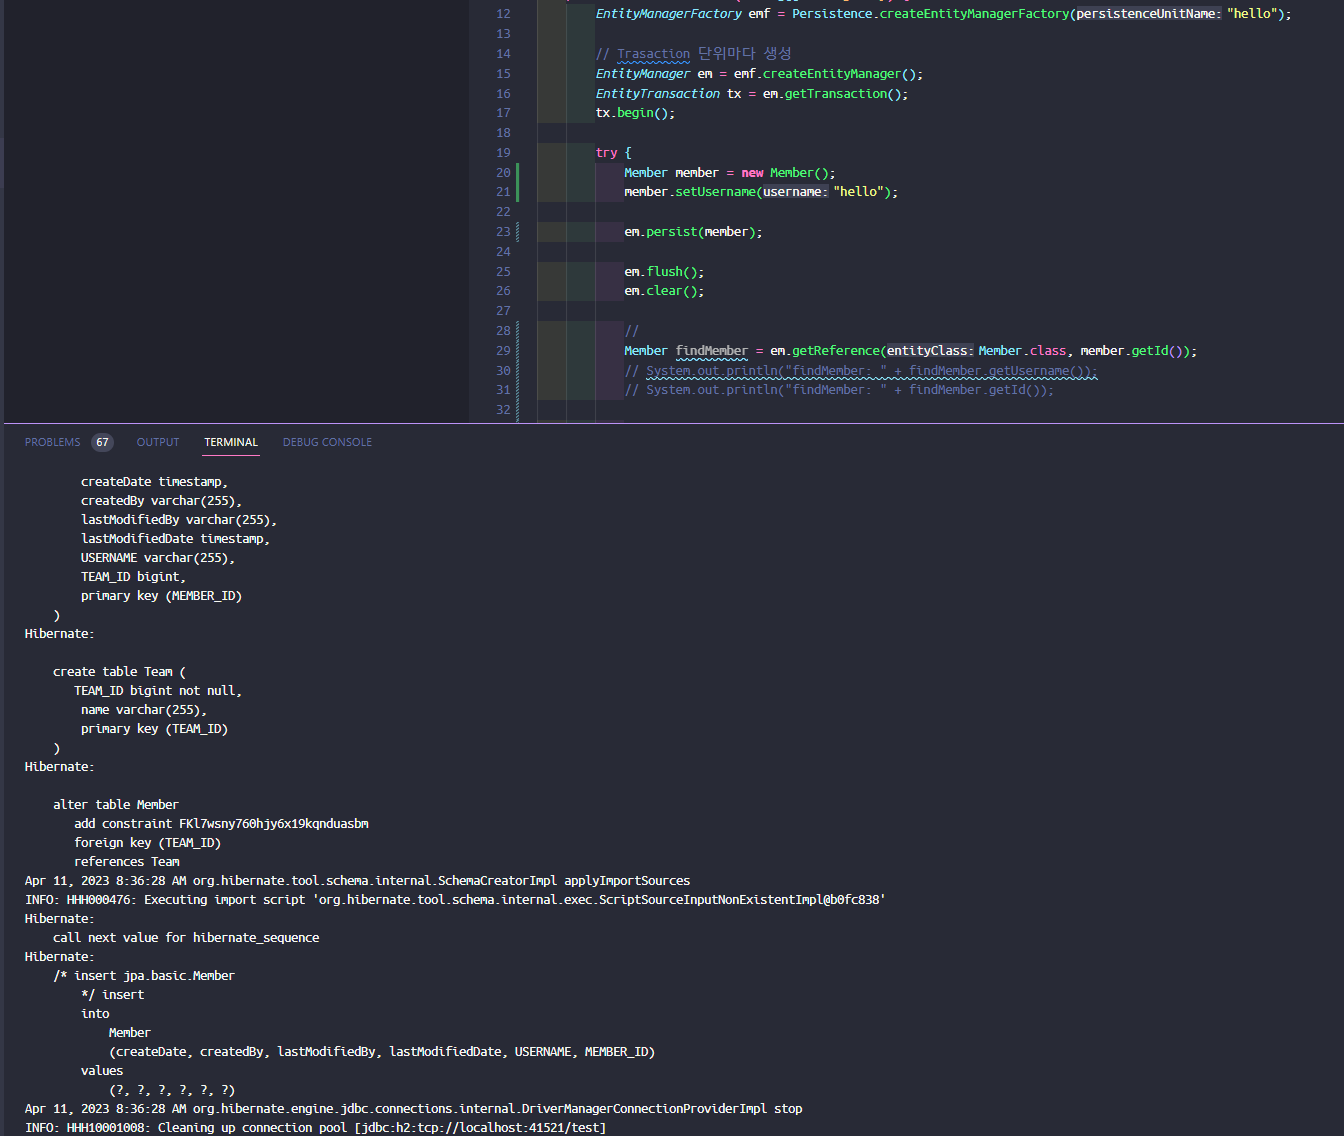 12 EntityManagerFactory emf = Persistence.createEntityManagerFactory(persistenceUnitName: "hello");
13
14 // Trasaction 단위마다 생성
15 EntityManager em = emf.createEntityManager();
16 EntityTransaction tx = em.getTransaction();
17 tx.begin();
18
19 try {
20 Member member = new Member();
21 member.setUsername(username: "hello");
22
23 em.persist(member);
24
25 em.flush();
26 em.clear();
27
28 //
29 Member findMember = em.getReference(entityClass: Member.class, member.getId());
30 // System.out.println("findMember: " + findMember.getUsername());
31 // System.out.println("findMember: " + findMember.getId());
32
PROBLEMS 67 OUTPUT TERMINAL DEBUG CONSOLE
createDate timestamp,
createdBy varchar(255),
lastModifiedBy varchar(255),
lastModifiedDate timestamp,
USERNAME varchar(255),
TEAM_ID bigint,
primary key (MEMBER_ID)
)
Hibernate:
create table Team (
TEAM_ID bigint not null,
name varchar(255),
primary key (TEAM_ID)
)
Hibernate:
alter table Member
add constraint FKl7wsny760hjy6x19kqnduasbm
foreign key (TEAM_ID)
references Team
Apr 11, 2023 8:36:28 AM org.hibernate.tool.schema.internal.SchemaCreatorImpl applyImportSources
INFO: HHH000476: Executing import script 'org.hibernate.tool.schema.internal.exec.ScriptSourceInputNonExistentImpl@b0fc838'
Hibernate:
call next value for hibernate_sequence
Hibernate:
/* insert jpa.basic.Member
*/ insert
into
Member
(createDate, createdBy, lastModifiedBy, lastModifiedDate, USERNAME, MEMBER_ID)
values
(?, ?, ?, ?, ?, ?)
Apr 11, 2023 8:36:28 AM org.hibernate.engine.jdbc.connections.internal.DriverManagerConnectionProviderImpl stop
INFO: HHH10001008: Cleaning up connection pool [jdbc:h2:tcp://localhost:41521/test]